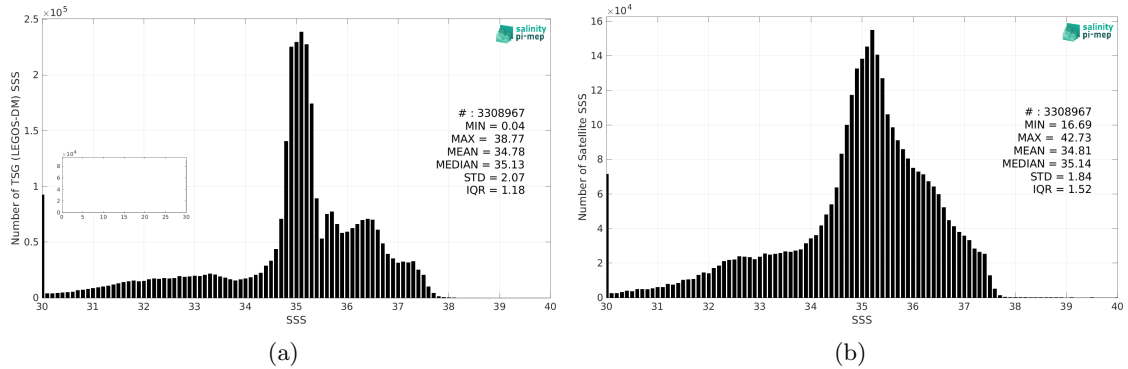 ×10⁵
2.5
2
1.5
1
0.5
0
30 31 32 33 34 35 36 37 38 39 40
SSS
Number of TSG (LEGOS-DM) SSS
salinity
pi-mep
# : 3308967
MIN = 0.04
MAX = 38.77
MEAN = 34.78
MEDIAN = 35.13
STD = 2.07
IQR = 1.18
×10⁴
8
6
4
2
0
0 5 10 15 20 25 30
(a)
×10⁴
16
14
12
10
8
6
4
2
0
30 31 32 33 34 35 36 37 38 39 40
SSS
Number of Satellite SSS
salinity
pi-mep
# : 3308967
MIN = 16.69
MAX = 42.73
MEAN = 34.81
MEDIAN = 35.14
STD = 1.84
IQR = 1.52
(b)